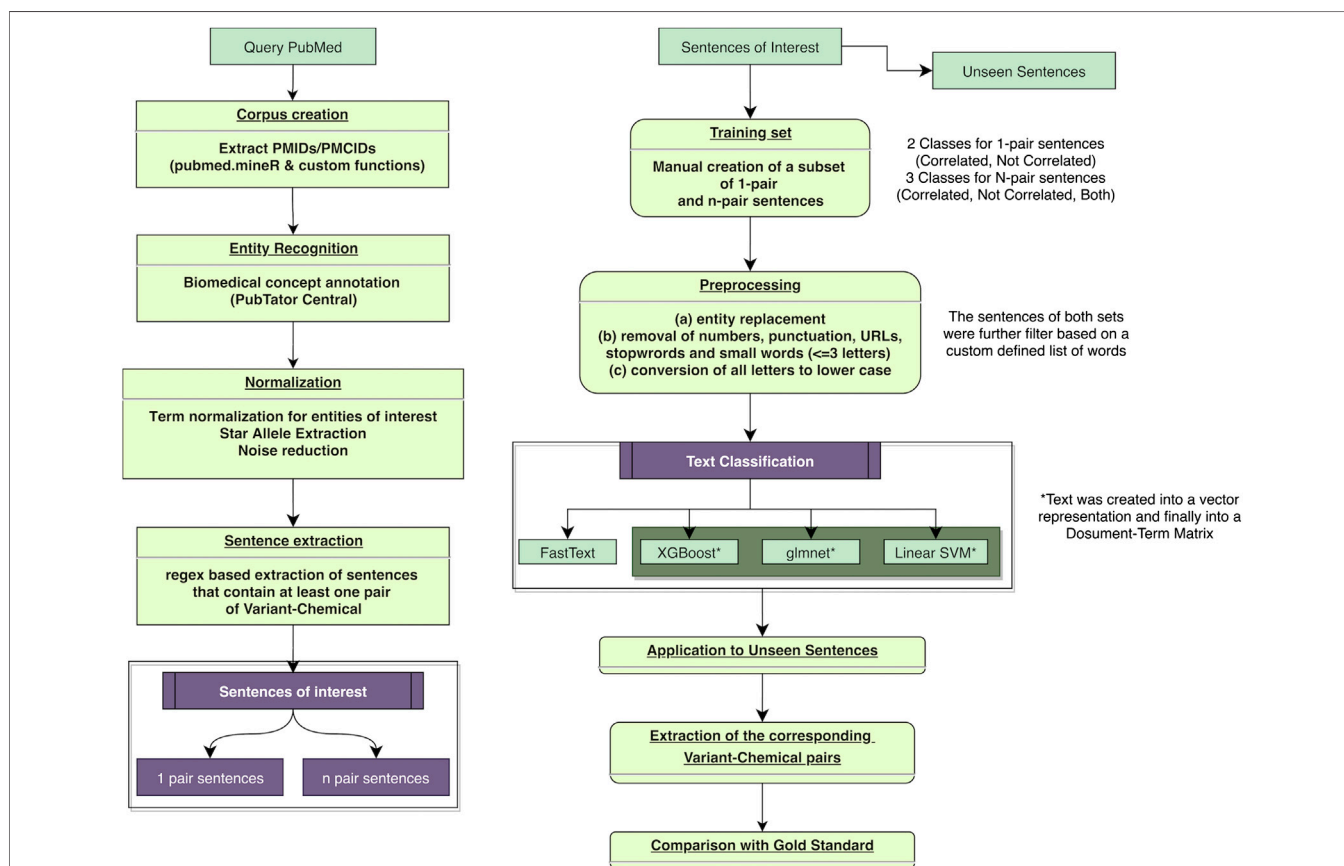 Query PubMed
Corpus creation
Extract PMIDs/PMCIDs
(pubmed.mineR & custom functions)
Entity Recognition
Biomedical concept annotation
(PubTator Central)
Normalization
Term normalization for entities of interest
Star Allele Extraction
Noise reduction
Sentence extraction
regex based extraction of sentences
that contain at least one pair
of Variant-Chemical
Sentences of interest
1 pair sentences
n pair sentences
Sentences of Interest
Unseen Sentences
Training set
Manual creation of a subset
of 1-pair
and n-pair sentences
2 Classes for 1-pair sentences
(Correlated, Not Correlated)
3 Classes for N-pair sentences
(Correlated, Not Correlated, Both)
Preprocessing
(a) entity replacement
(b) removal of numbers, punctuation, URLs,
stopwrords and small words (<=3 letters)
(c) conversion of all letters to lower case
The sentences of both sets
were further filter based on a
custom defined list of words
Text Classification
FastText
XGBoost*
glmnet*
Linear SVM*
*Text was created into a vector
representation and finally into a
Dosument-Term Matrix
Application to Unseen Sentences
Extraction of the corresponding
Variant-Chemical pairs
Comparison with Gold Standard